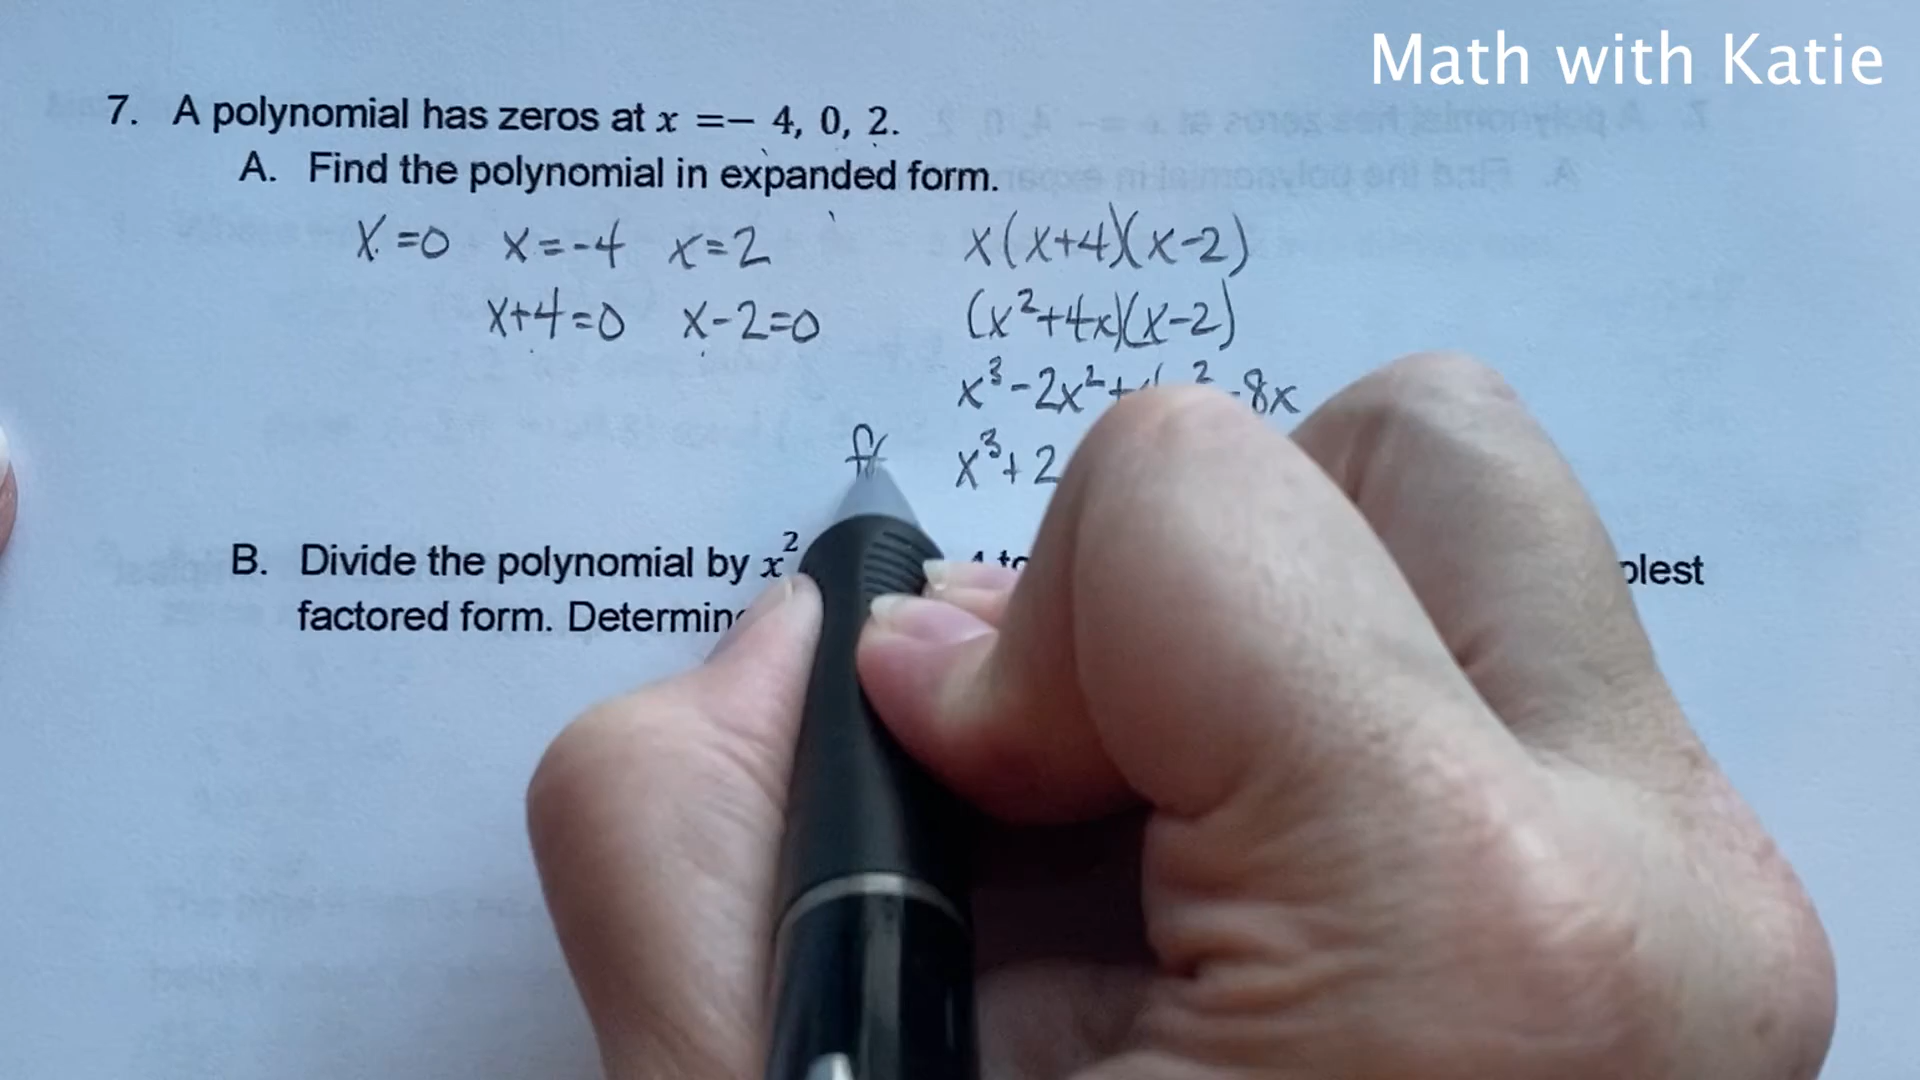 Math with Katie
7. A polynomial has zeros at x =− 4, 0, 2.
A. Find the polynomial in expanded form.
x=0 x=-4 x=2
x+4=0 x-2=0
x(x+4)(x-2)
(x²+4x)(x-2)
x³-2x²+ ² -8x
x³+2
B. Divide the polynomial by x²
factored form.